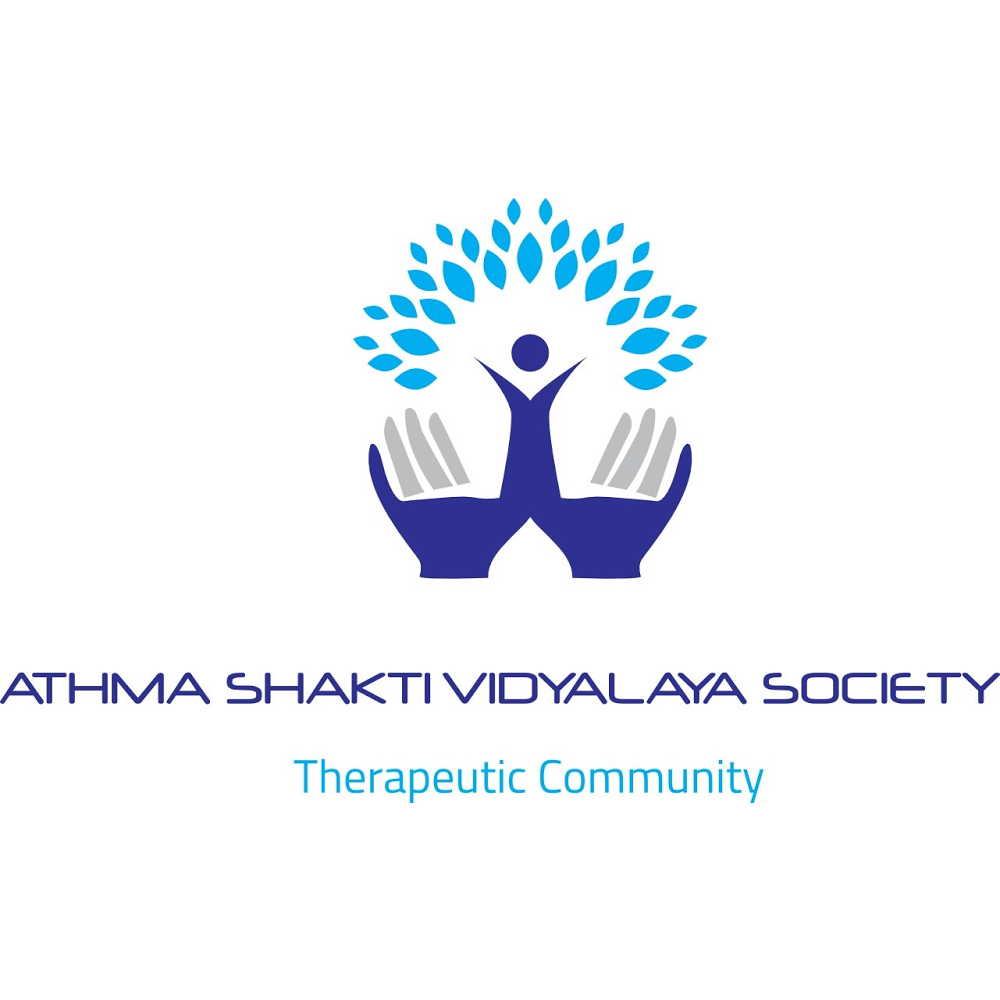 ATHMA SHAKTI VIDYALAYA SOCIETY
Therapeutic Community